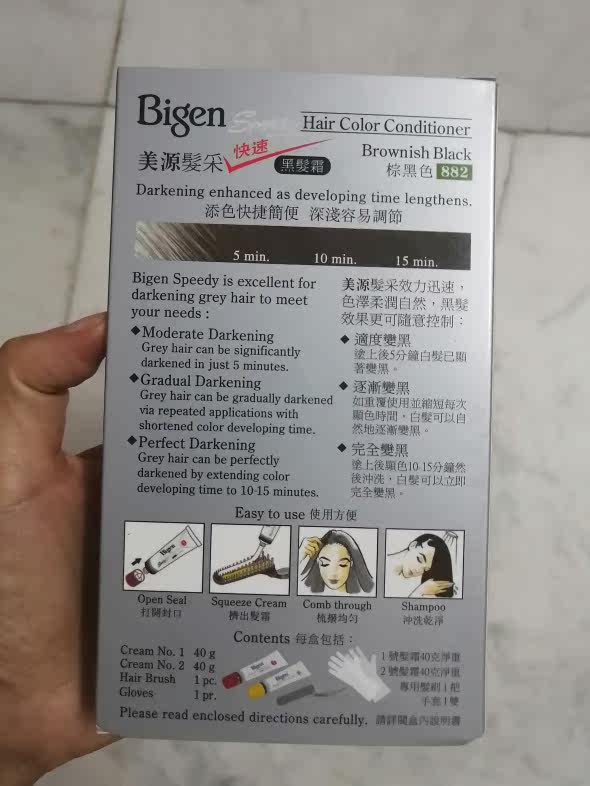 Bigen Speedy Hair Color Conditioner
美源髮采 快速 黑髮霜 Brownish Black
棕黑色 882
Darkening enhanced as developing time lengthens.
添色快捷簡便 深淺容易調節
5 min. 10 min. 15 min.
Bigen Speedy is excellent for
darkening grey hair to meet
your needs :
◆Moderate Darkening
Grey hair can be significantly
darkened in just 5 minutes.
◆Gradual Darkening
Grey hair can be gradually darkened
via repeated applications with
shortened color developing time.
◆Perfect Darkening
Grey hair can be perfectly
darkened by extending color
developing time to 10-15 minutes.
美源髮采效力迅速，
色澤柔潤自然，黑髮
效果更可隨意控制：
◆ 適度變黑
塗上後5分鐘白髮已顯
著變黑。
◆ 逐漸變黑
如重覆使用並縮短每次
顯色時間，白髮可以自
然地逐漸變黑。
◆ 完全變黑
塗上後顯色10-15分鐘然
後沖洗，白髮可以立即
完全變黑。
Easy to use 使用方便
Bigen
Open Seal
打開封口
Squeeze Cream
擠出髮霜
Comb through
梳擦均勻
Shampoo
沖洗乾淨
Contents 每盒包括：
Cream No. 1 40 g
Cream No. 2 40 g
Hair Brush 1 pc.
Gloves 1 pr.
Bigen
Bigen
1 號髮霜40克淨重
2 號髮霜40克淨重
專用髮刷 1 把
手套 1 雙
Please read enclosed directions carefully. 請詳閱盒內說明書